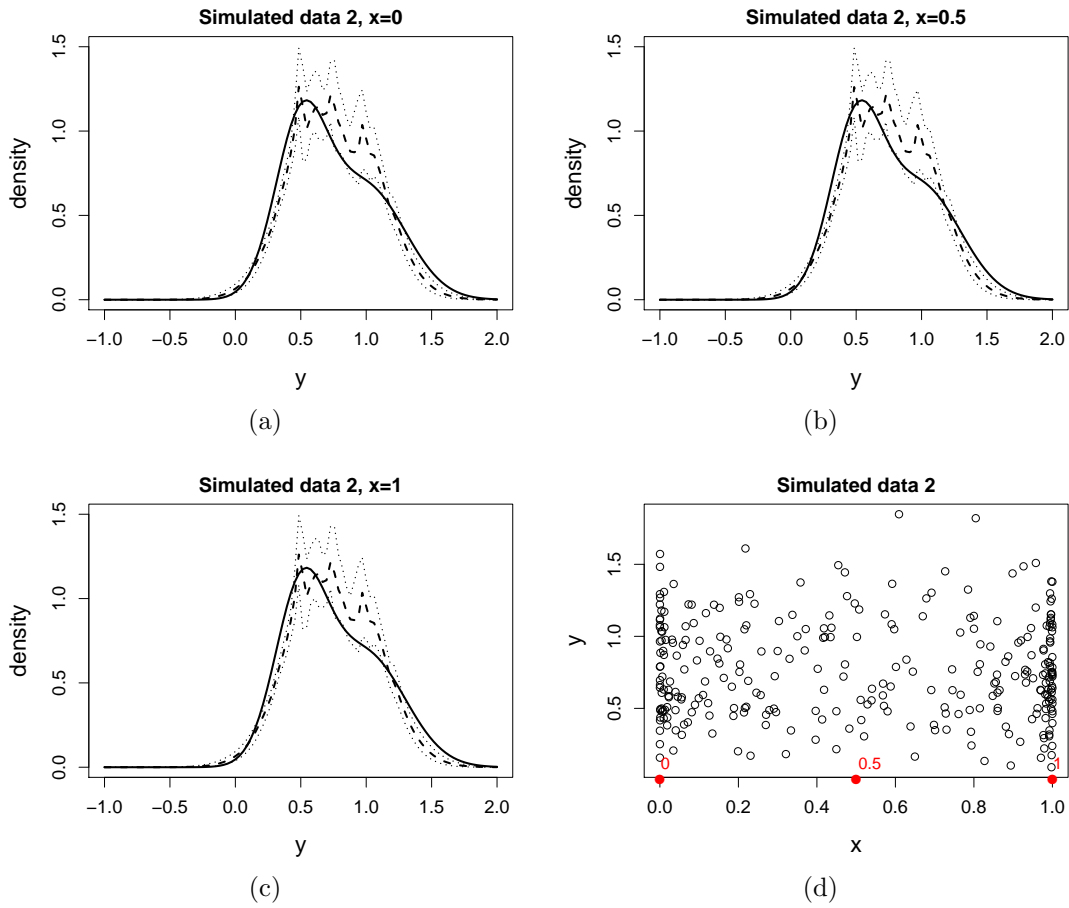 Simulated data 2, x=0
density
0.0 0.5 1.0 1.5
−1.0 −0.5 0.0 0.5 1.0 1.5 2.0
y
(a)
Simulated data 2, x=0.5
density
0.0 0.5 1.0 1.5
−1.0 −0.5 0.0 0.5 1.0 1.5 2.0
y
(b)
Simulated data 2, x=1
density
0.0 0.5 1.0 1.5
−1.0 −0.5 0.0 0.5 1.0 1.5 2.0
y
(c)
Simulated data 2
y
0.5 1.0 1.5
0 0.5 1
0.0 0.2 0.4 0.6 0.8 1.0
x
(d)